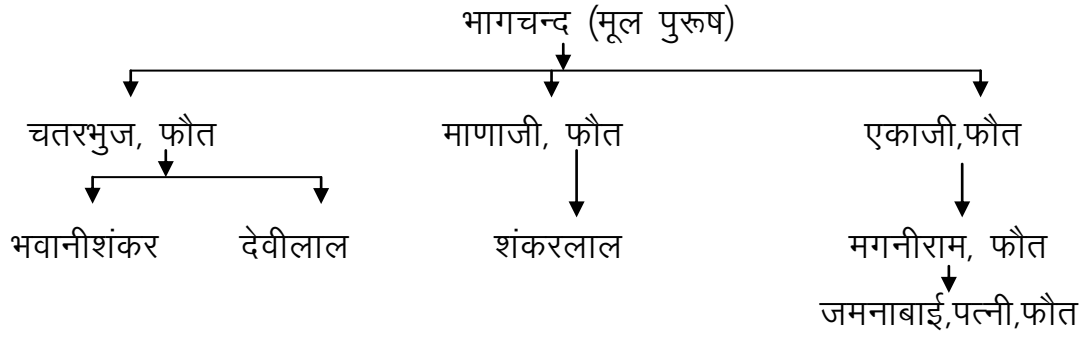 भागचन्द (मूल पुरूष)
चतरभुज, फौत माणाजी, फौत एकाजी,फौत
भवानीशंकर देवीलाल शंकरलाल मगनीराम, फौत
जमनाबाई,पत्नी,फौत